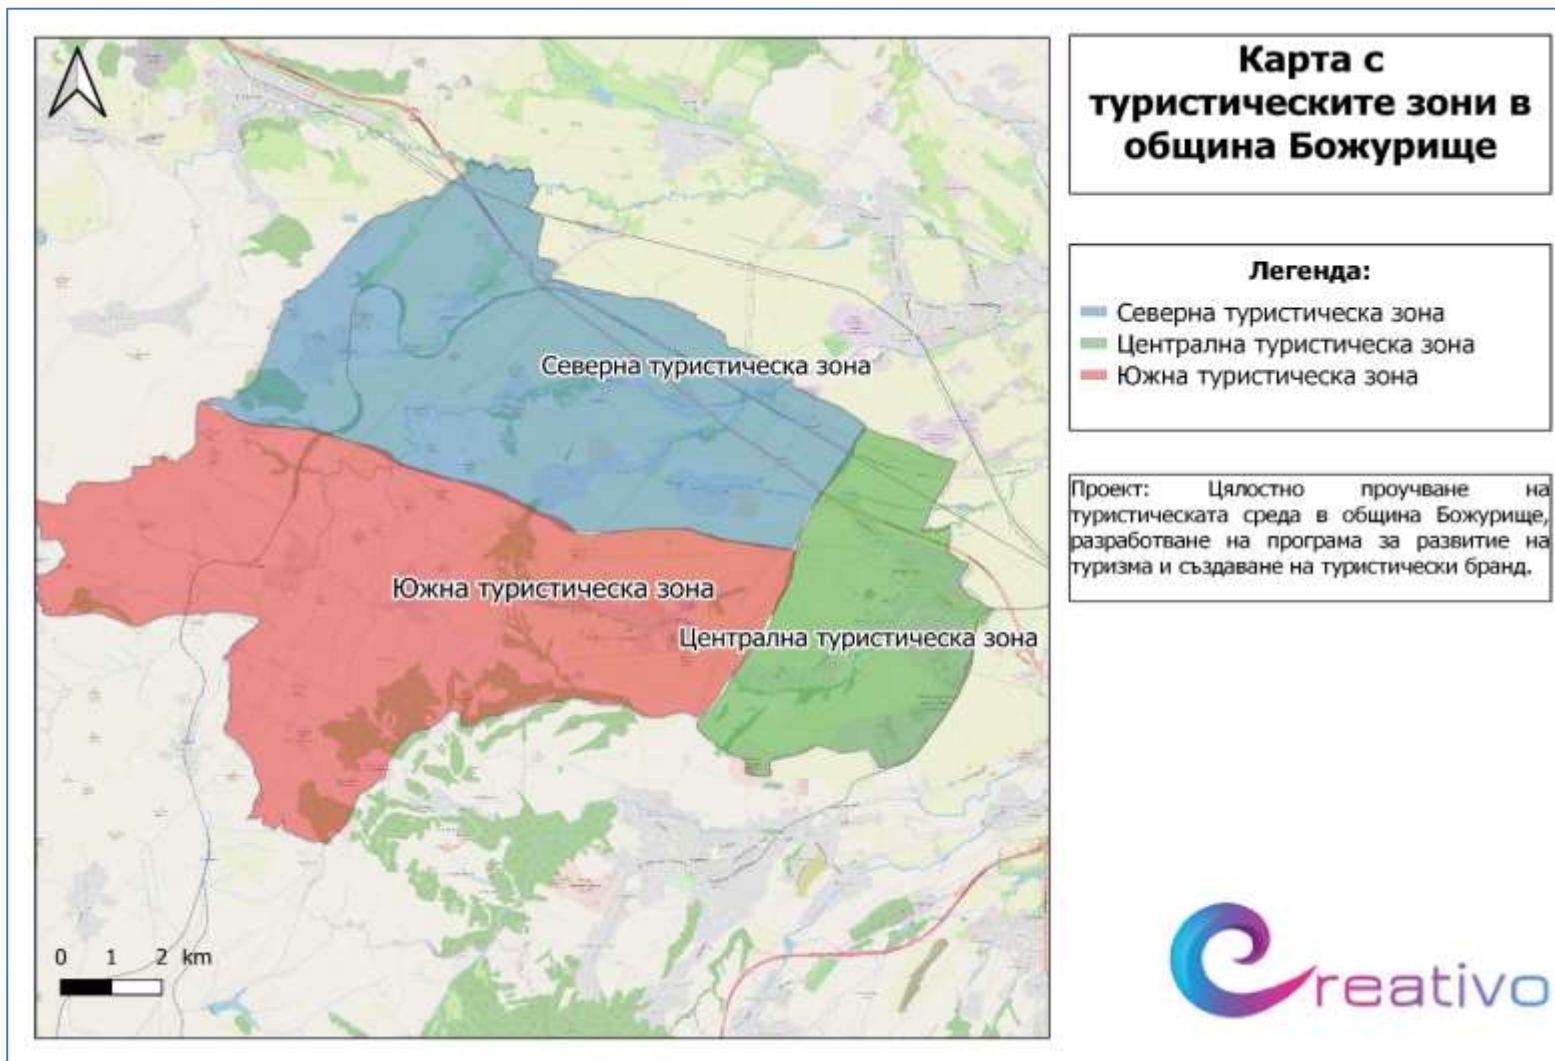 Карта с
туристическите зони в
община Божурище
Легенда:
Северна туристическа зона
Централна туристическа зона
Южна туристическа зона
Проект: Цялостно проучване на
туристическата среда в община Божурище,
разработване на програма за развитие на
туризма и създаване на туристически бранд.
Северна туристическа зона
Южна туристическа зона
Централна туристическа зона
0 1 2 km
Creativo